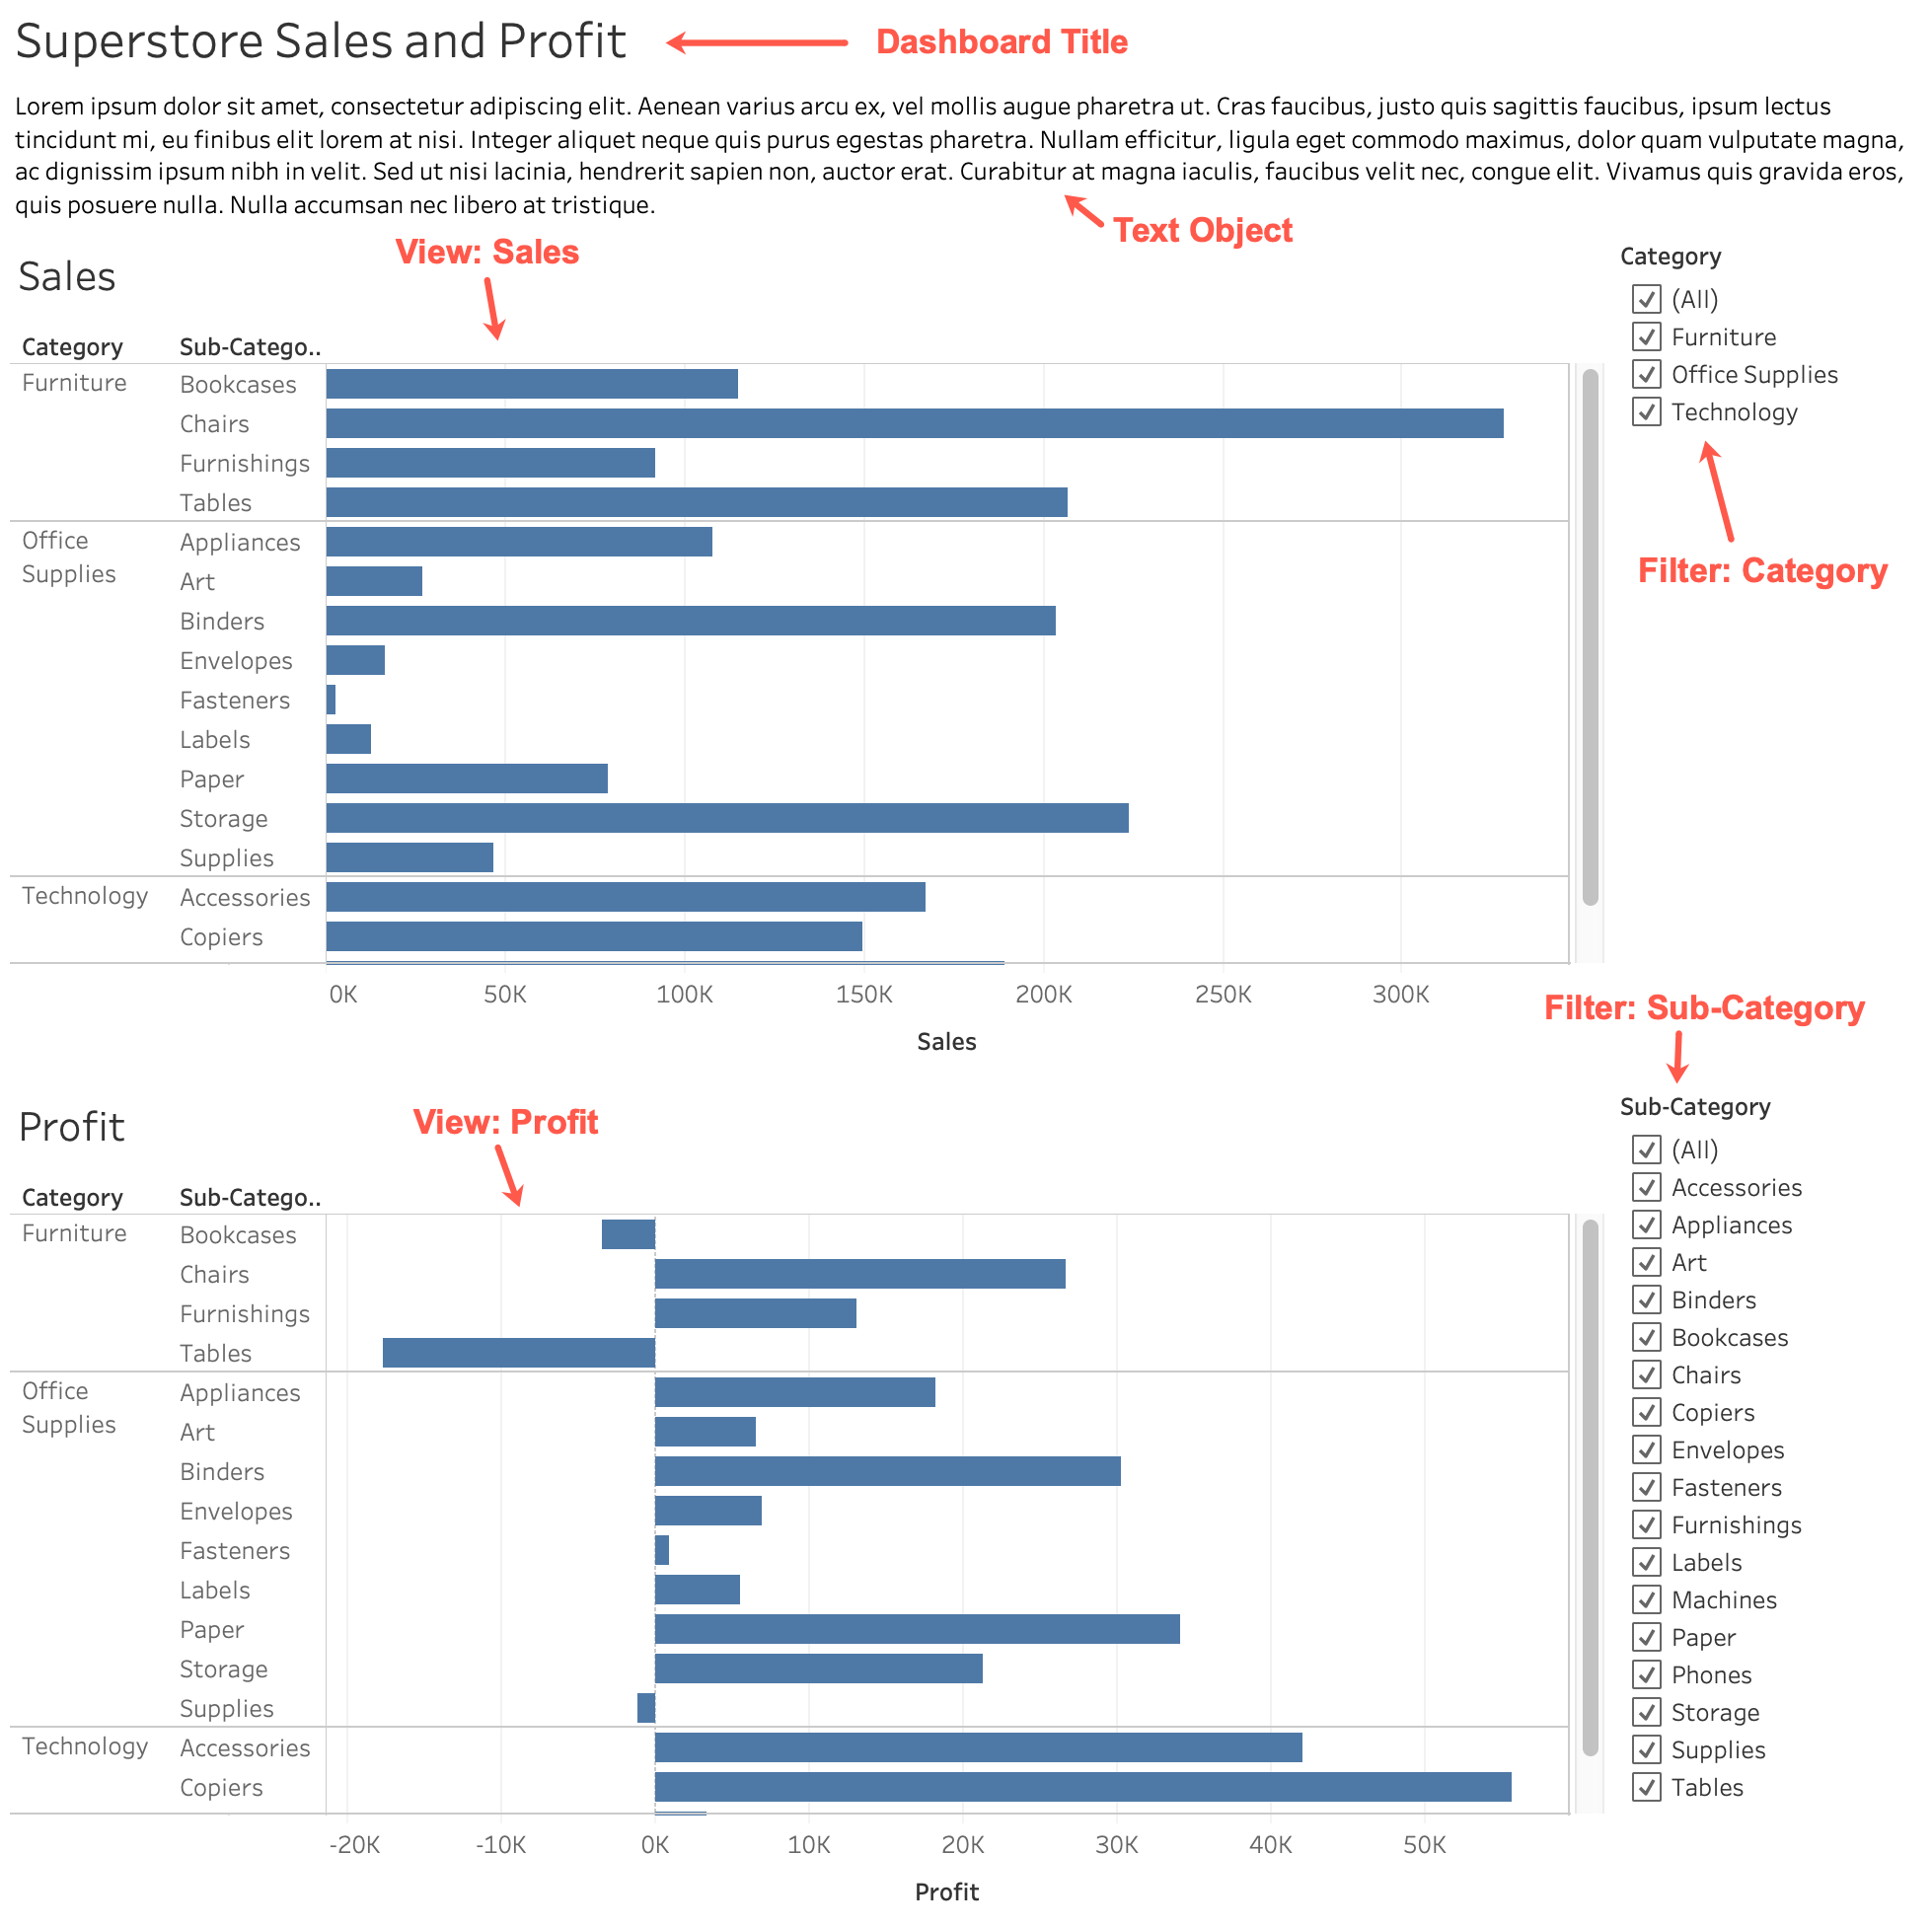 Superstore Sales and Profit
Dashboard Title
Lorem ipsum dolor sit amet, consectetur adipiscing elit. Aenean varius arcu ex, vel mollis augue pharetra ut. Cras faucibus, justo quis sagittis faucibus, ipsum lectus
tincidunt mi, eu finibus elit lorem at nisi. Integer aliquet neque quis purus egestas pharetra. Nullam efficitur, ligula eget commodo maximus, dolor quam vulputate magna,
ac dignissim ipsum nibh in velit. Sed ut nisi lacinia, hendrerit sapien non, auctor erat. Curabitur at magna iaculis, faucibus velit nec, congue elit. Vivamus quis gravida eros,
quis posuere nulla. Nulla accumsan nec libero at tristique.
Text Object
View: Sales
Sales
Category Sub-Catego..
Furniture Bookcases
Chairs
Furnishings
Tables
Office Supplies Appliances
Art
Binders
Envelopes
Fasteners
Labels
Paper
Storage
Supplies
Technology Accessories
Copiers
0K 50K 100K 150K 200K 250K 300K
Sales
Category
(All)
Furniture
Office Supplies
Technology
Filter: Category
View: Profit
Profit
Category Sub-Catego..
Furniture Bookcases
Chairs
Furnishings
Tables
Office Supplies Appliances
Art
Binders
Envelopes
Fasteners
Labels
Paper
Storage
Supplies
Technology Accessories
Copiers
-20K -10K 0K 10K 20K 30K 40K 50K
Profit
Filter: Sub-Category
Sub-Category
(All)
Accessories
Appliances
Art
Binders
Bookcases
Chairs
Copiers
Envelopes
Fasteners
Furnishings
Labels
Machines
Paper
Phones
Storage
Supplies
Tables